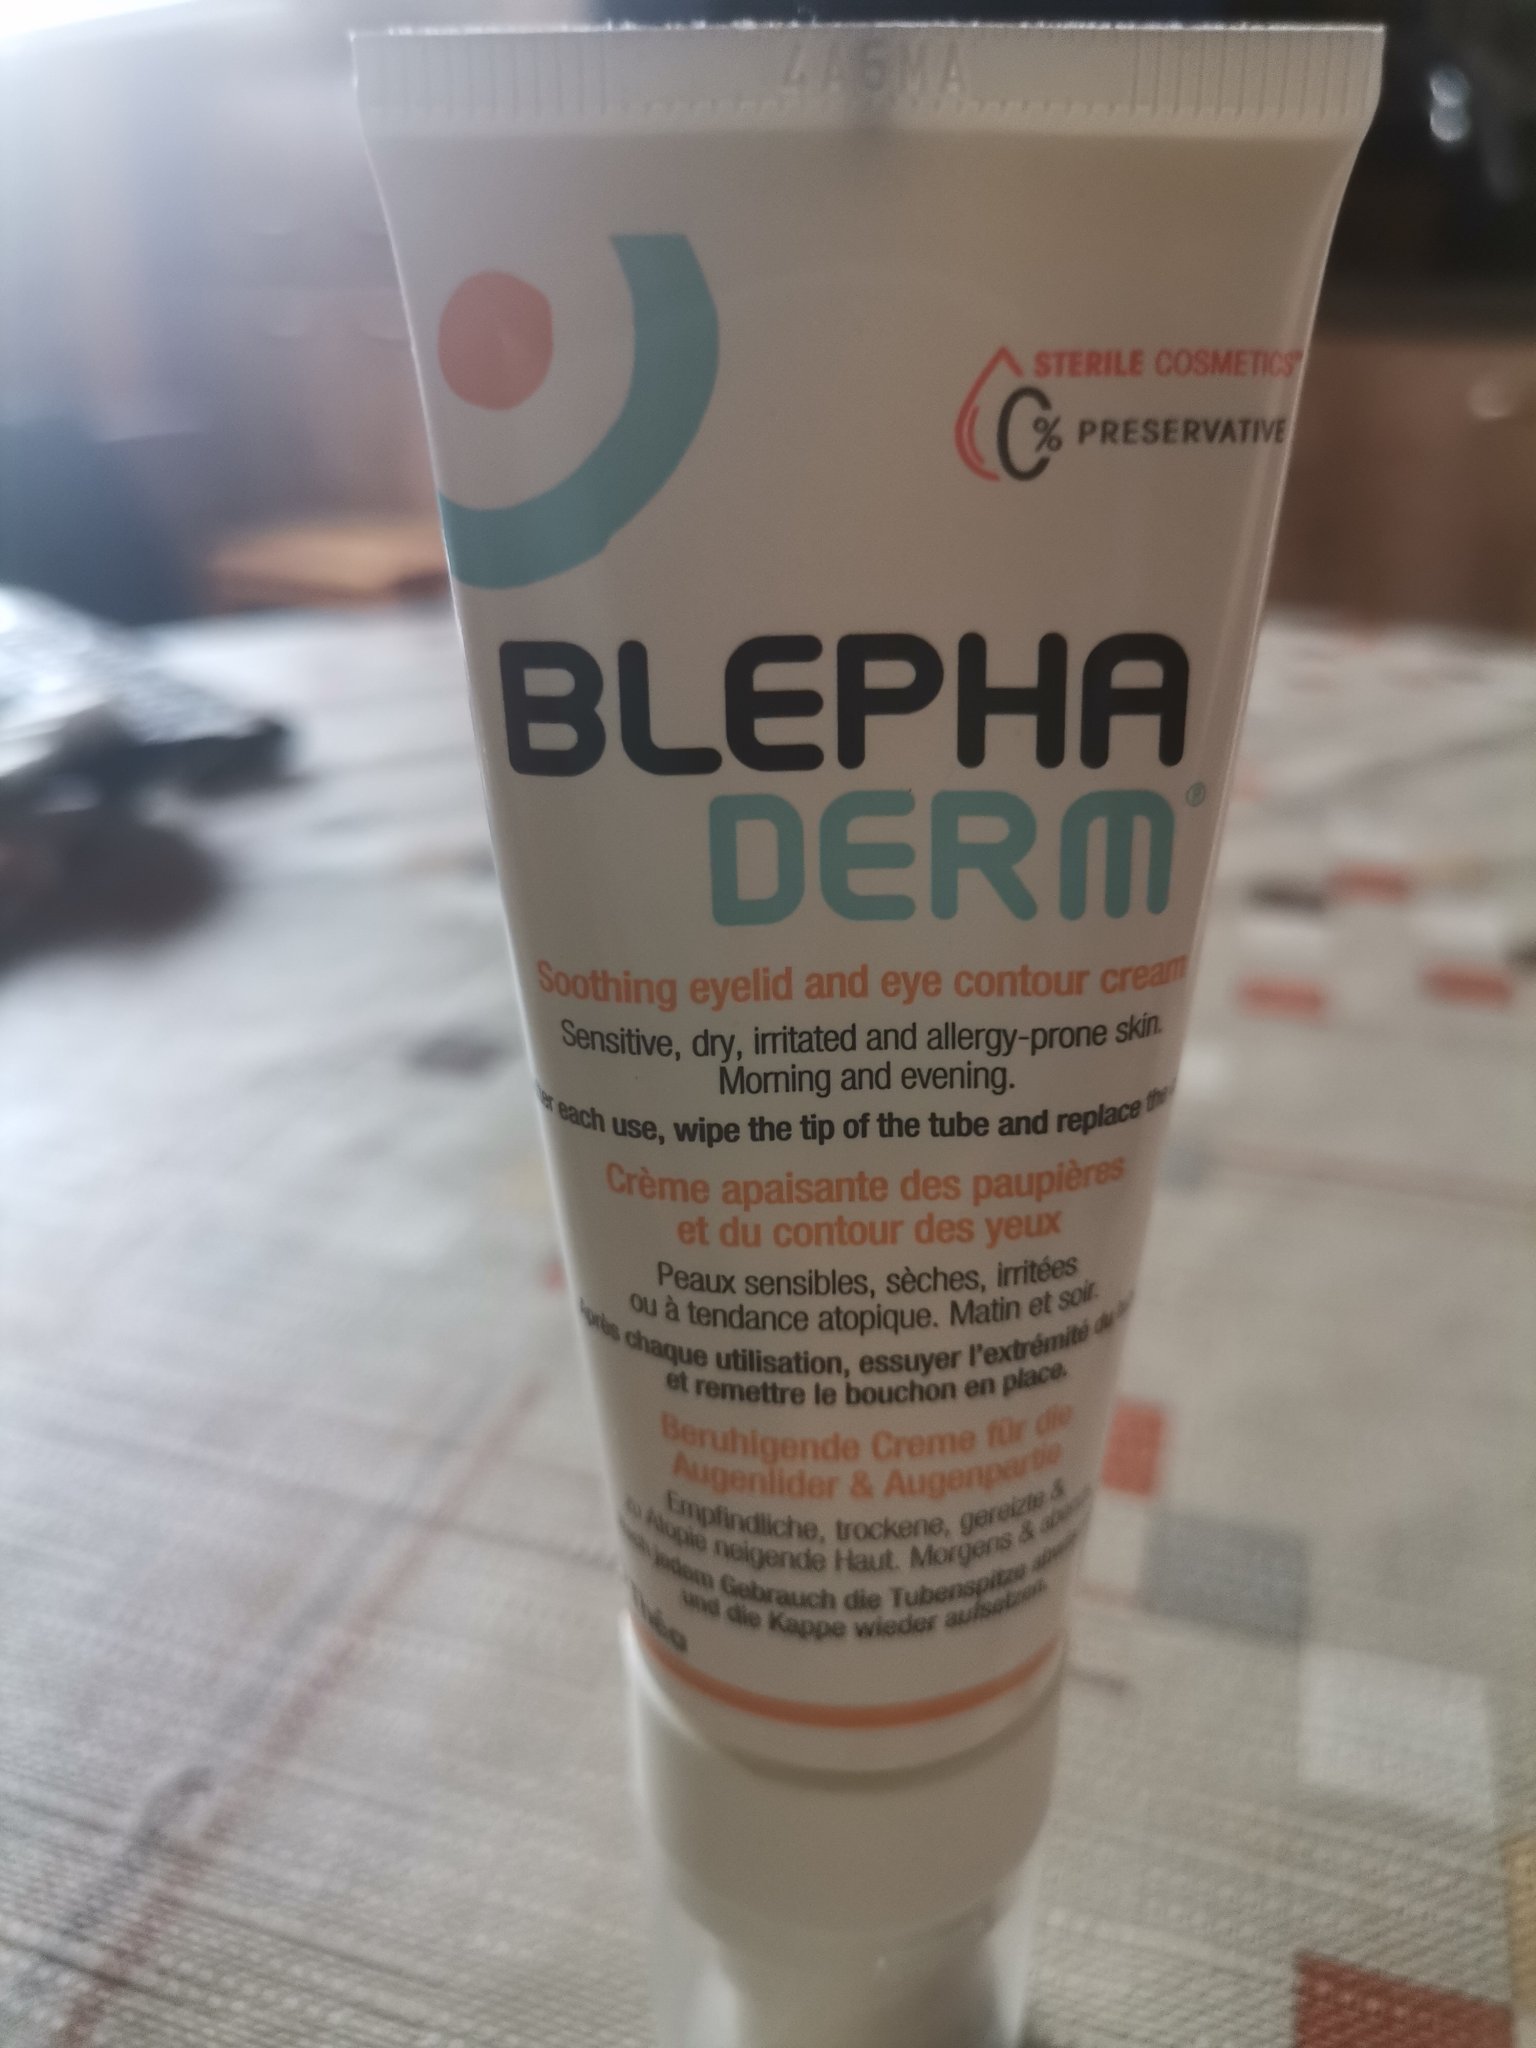 4A6MA
STERILE COSMETICS™
0% PRESERVATIVE
BLEPHA
DERM®
Soothing eyelid and eye contour cream
Sensitive, dry, irritated and allergy-prone skin.
Morning and evening.
each use, wipe the tip of the tube and replace the
Crème apaisante des paupières
et du contour des yeux
Peaux sensibles, sèches, irritées
ou à tendance atopique. Matin et soir.
Après chaque utilisation, essuyer l'extrémité du
et remettre le bouchon en place.
Beruhigende Creme für die
Augenlider & Augenpartie
Empfindliche, trockene, gereizte &
zu Atopie neigende Haut. Morgens &
jedem Gebrauch die Tubenspitze
und die Kappe wieder aufsetzen.